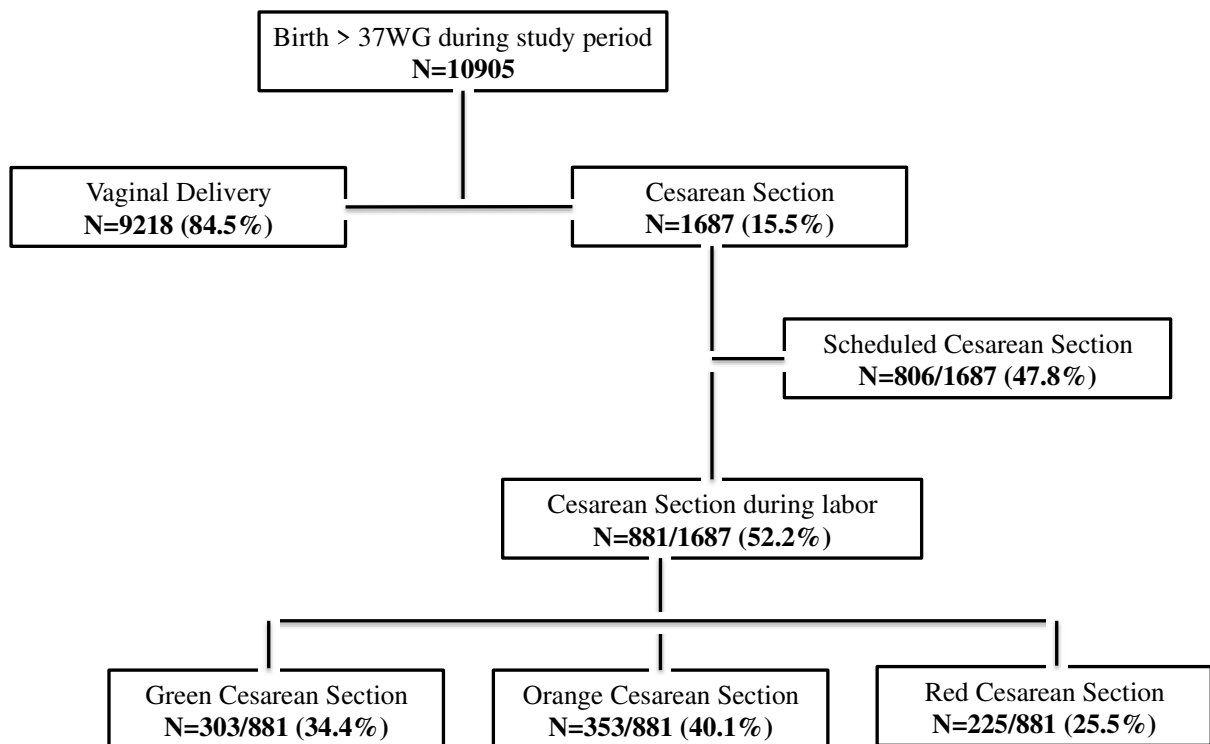 Birth > 37WG during study period
N=10905
Vaginal Delivery
N=9218 (84.5%)
Cesarean Section
N=1687 (15.5%)
Scheduled Cesarean Section
N=806/1687 (47.8%)
Cesarean Section during labor
N=881/1687 (52.2%)
Green Cesarean Section
N=303/881 (34.4%)
Orange Cesarean Section
N=353/881 (40.1%)
Red Cesarean Section
N=225/881 (25.5%)